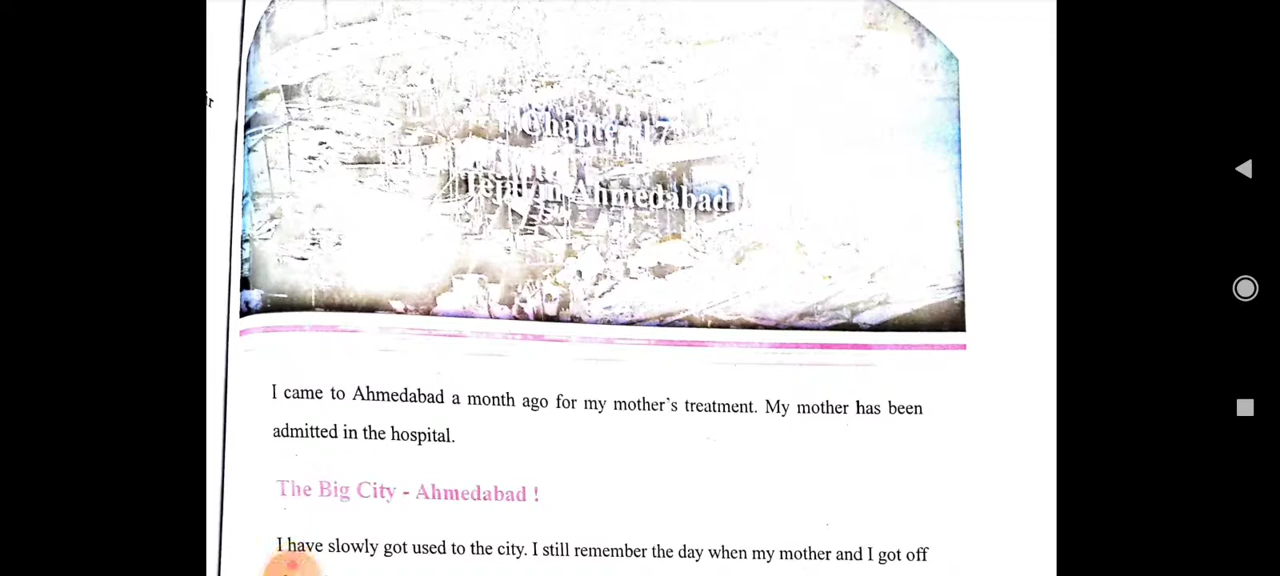 Ahmedabad
I came to Ahmedabad a month ago for my mother's treatment. My mother has been
admitted in the hospital.
The Big City - Ahmedabad !
I have slowly got used to the city. I still remember the day when my mother and I got off